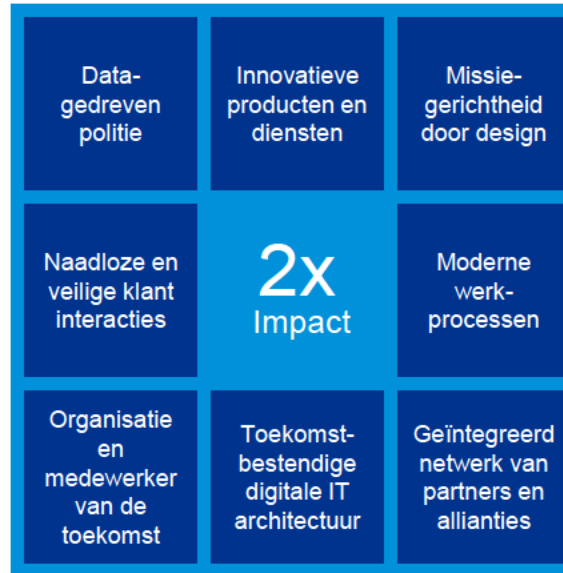 Data-
gedreven
politie
Innovatieve
producten en
diensten
Missie-
gerichtheid
door design
Naadloze en
veilige klant
interacties
2x
Impact
Moderne
werk-
processen
Organisatie
en
medewerker
van de
toekomst
Toekomst-
bestendige
digitale IT
architectuur
Geïntegreerd
netwerk van
partners en
allianties